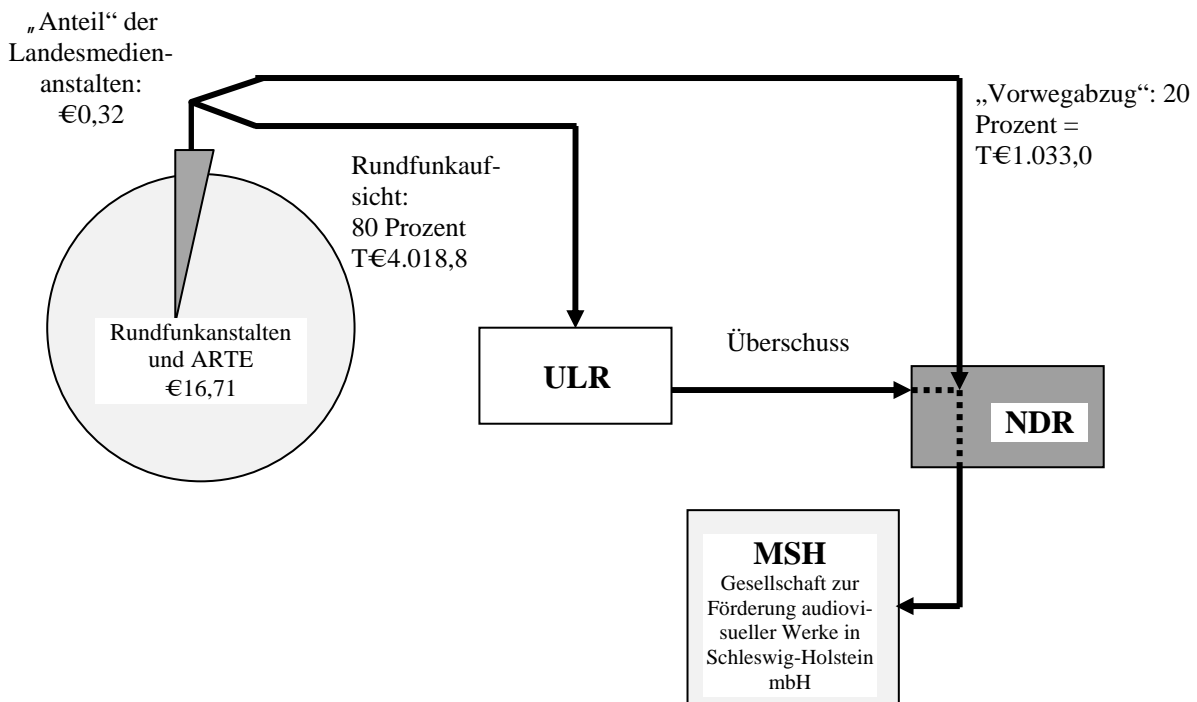 „Anteil“ der
Landesmedien-
anstalten:
€0,32
„Vorwegabzug“: 20
Prozent =
T€1.033,0
Rundfunkauf-
sicht:
80 Prozent
T€4.018,8
Rundfunkanstalten
und ARTE
€16,71
ULR
Überschuss
NDR
MSH
Gesellschaft zur
Förderung audiovi-
sueller Werke in
Schleswig-Holstein
mbH